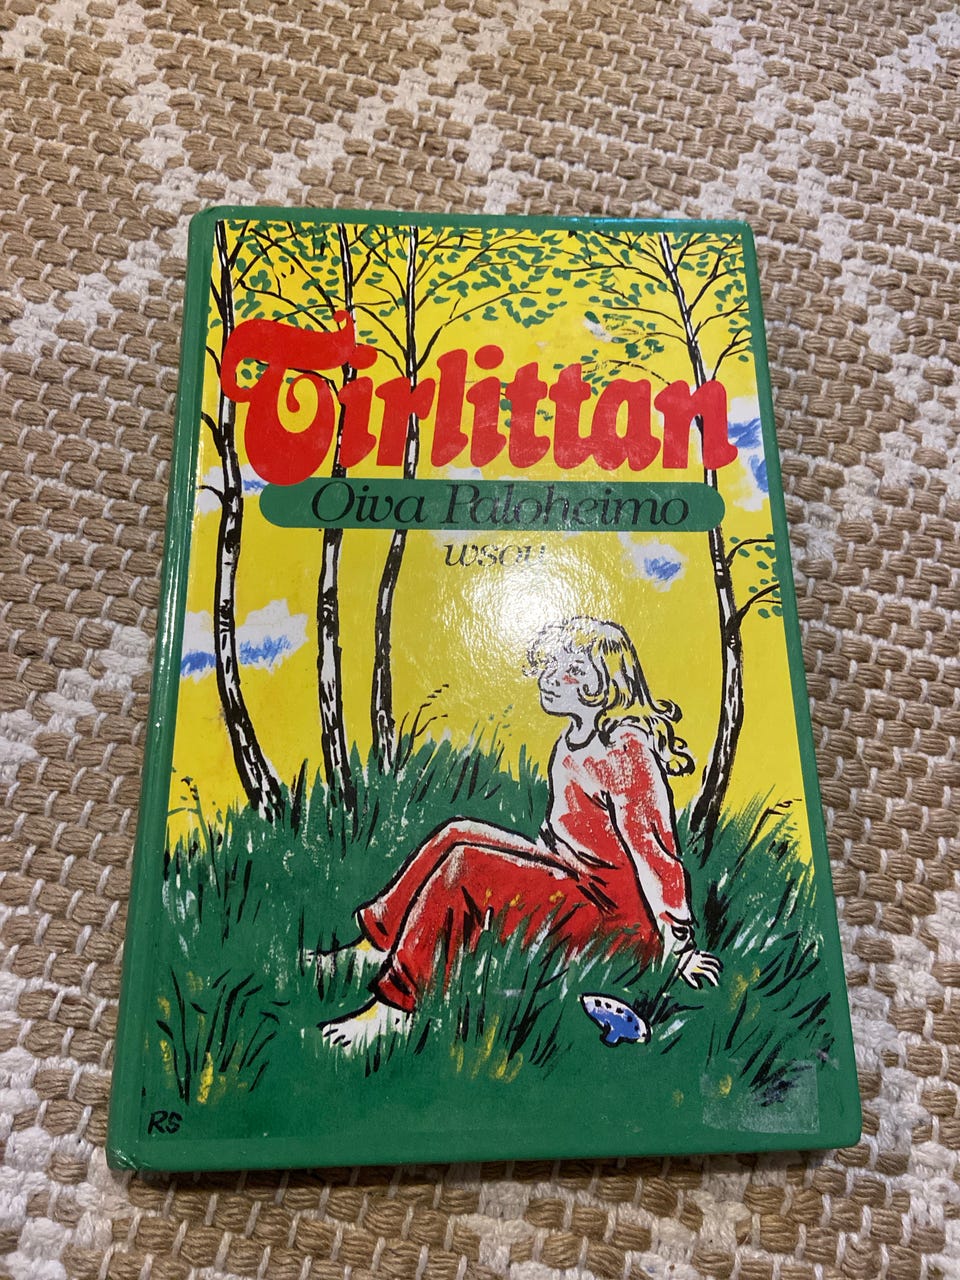 Tirlittan
Oiva Paloheimo
wsoy
RS